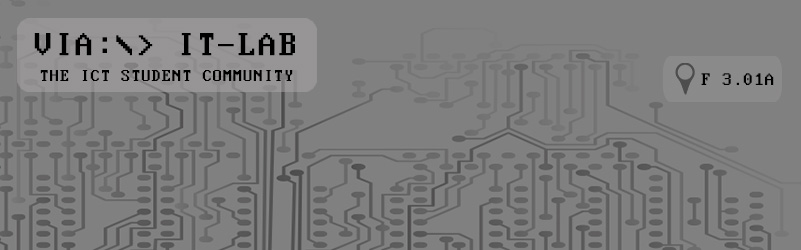 VIA:\> IT-LAB
THE ICT STUDENT COMMUNITY
F 3.01A